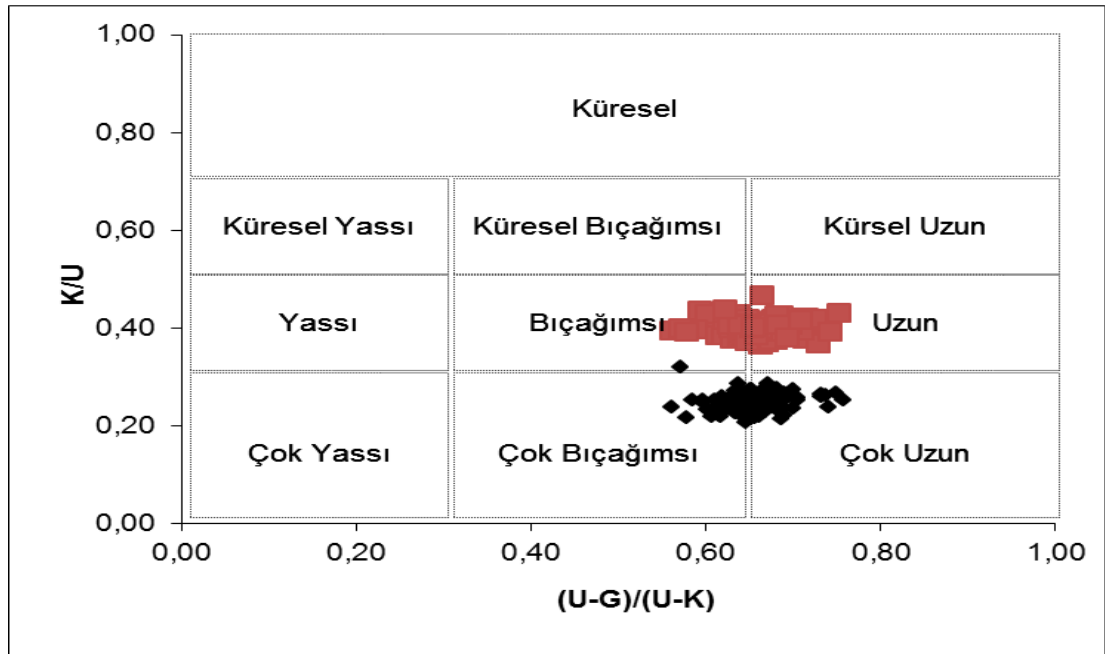 1,00
0,80
0,60
0,40
0,20
0,00
K/U
Küresel
Küresel Yassı
Küresel Bıçağımsı
Kürsel Uzun
Yassı
Bıçağımsı
Uzun
Çok Yassı
Çok Bıçağımsı
Çok Uzun
0,00
0,20
0,40
0,60
0,80
1,00
(U-G)/(U-K)